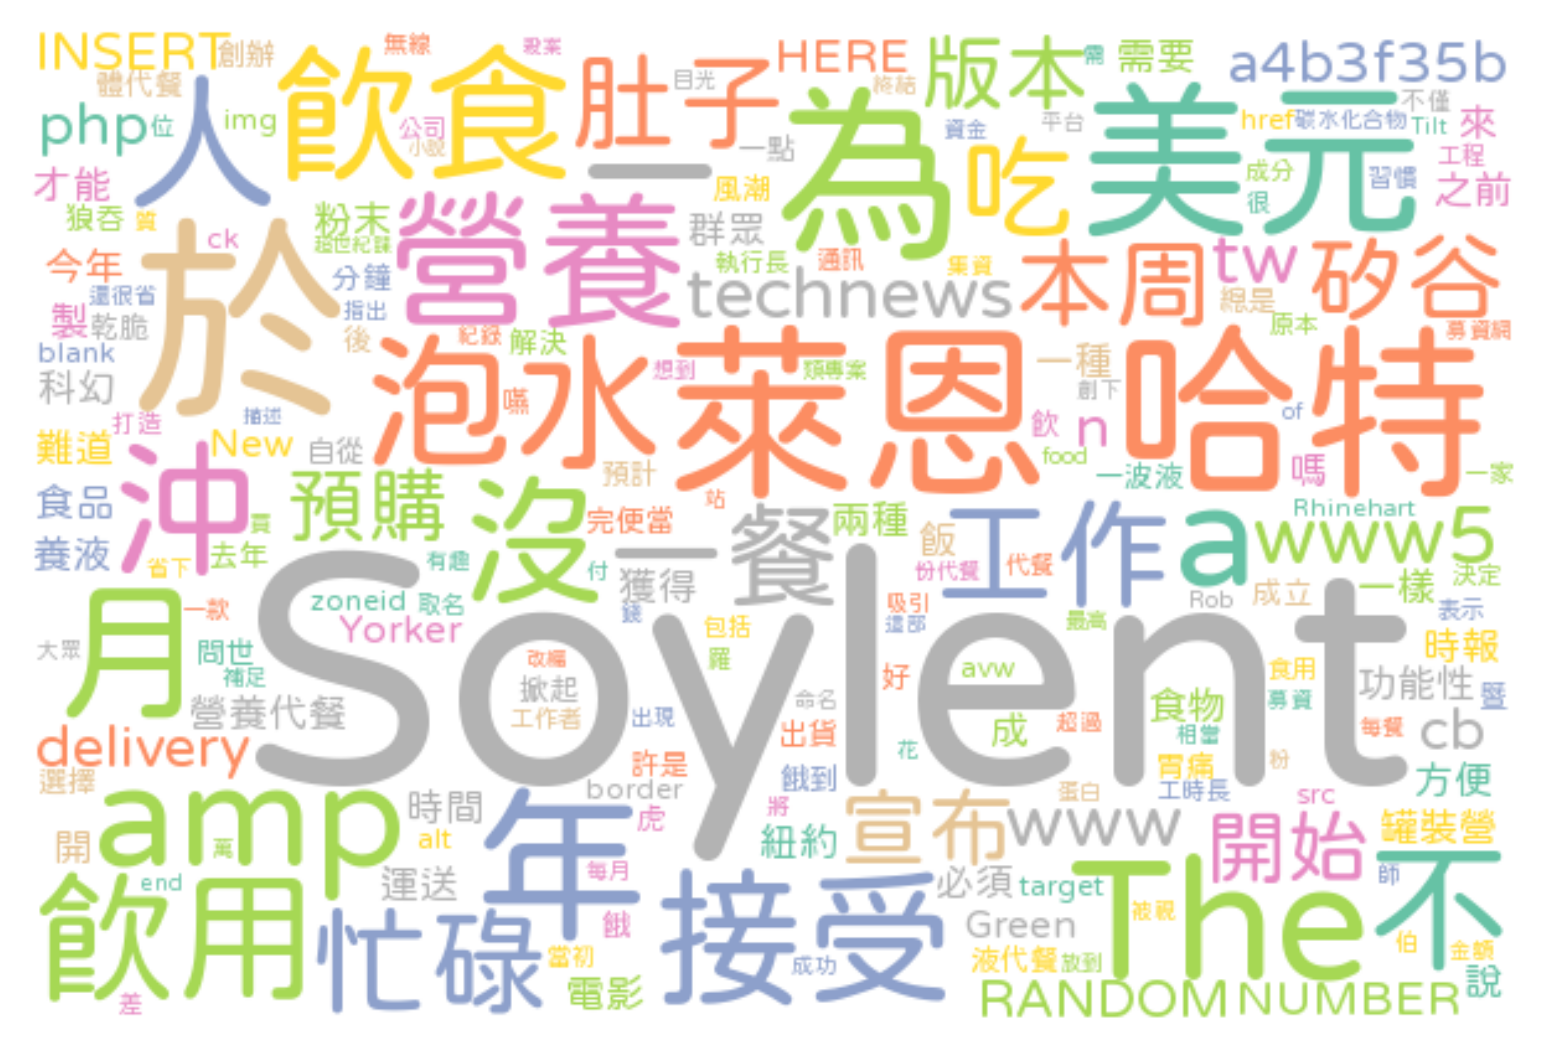 INSERT
創辦
無線
殺案
HERE
版本
需
需要
a4b3f35b
體代餐
人
飲食
肚子
目光
終結
美元
不僅
php
位
img
公司
小說
一
一點
為
資金
平台
href
碳水化合物
Tilt
來
才能
風潮
吃
成分
習慣
工程
之前
狼吞
質
ck
粉末
超世紀諜
營養
群眾
很
於
今年
還很省
分鐘
指出
執行長
通訊
集資
本周
tw
矽谷
technews
總是
製
乾脆
後
紀錄
解決
原本
募資網
blank
科幻
泡水
想到
萊恩
類專案
一種
創下
哈特
打造
描述
嚥
飲
n
of
難道
New
自從
預計
food
一波液
嗎
一家
食品
沖
買
預購
沒
站
完便當
一
餐
兩種
飯
工作
a
Rhinehart
www5
養液
省下
去年
有趣
付
獲得
份代餐
代餐
一樣
決定
月
一款
Soylent
zoneid
取名
錢
包括
吸引
這部
最高
Rob
成立
表示
大眾
問世
補足
Yorker
改編
掀起
羅
好
avw
食用
時報
營養代餐
工作者
出現
命名
食物
募資
功能性
暨
delivery
出貨
花
成
超過
相當
每餐
cb
選擇
許是
餓到
胃痛
粉
方便
amp
時間
年
border
虎
將
宣布
蛋白
工時長
src
開
萬
alt
紐約
www
開始
罐裝營
end
運送
每月
接受
必須
target
The
不
師
飲用
忙碌
餓
Green
被視
伯
金額
差
當初
電影
成功
液代餐
放到
RANDOM
NUMBER
說